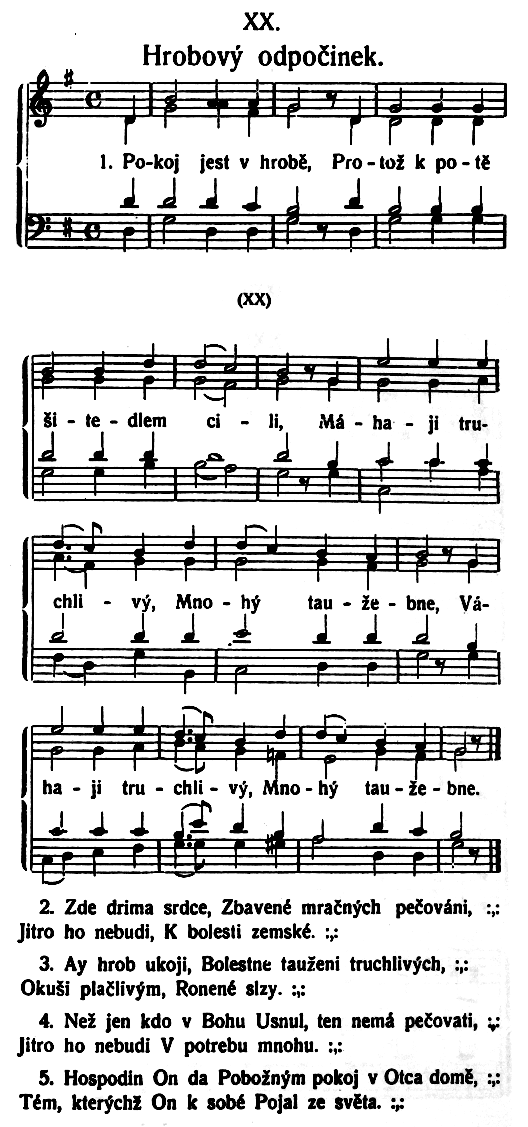 XX.
Hrobový odpočinek.
1. Po-koj jest v hrobě, Pro-tož k po-tě
(XX)
ši-te-dlem ci-li, Má-ha-ji tru-
chli-vý, Mno-hý tau-že-bne, Vá-
ha-ji tru-chli-vý, Mno-hý tau-že-bne.
2. Zde drima srdce, Zbavené mračných pečováni, :,:
Jitro ho nebudi, K bolesti zemské. :,:
3. Ay hrob ukoji, Bolestne tauženi truchlivých, :,:
Okuši plačlivým, Ronené slzy. :,:
4. Než jen kdo v Bohu Usnul, ten nemá pečovati, :,:
Jitro ho nebudi V potrebu mnohu. :,:
5. Hospodin On da Pobožným pokoj v Otca domě, :,:
Tém, kterýchž On k sobé Pojal ze světa. :,: